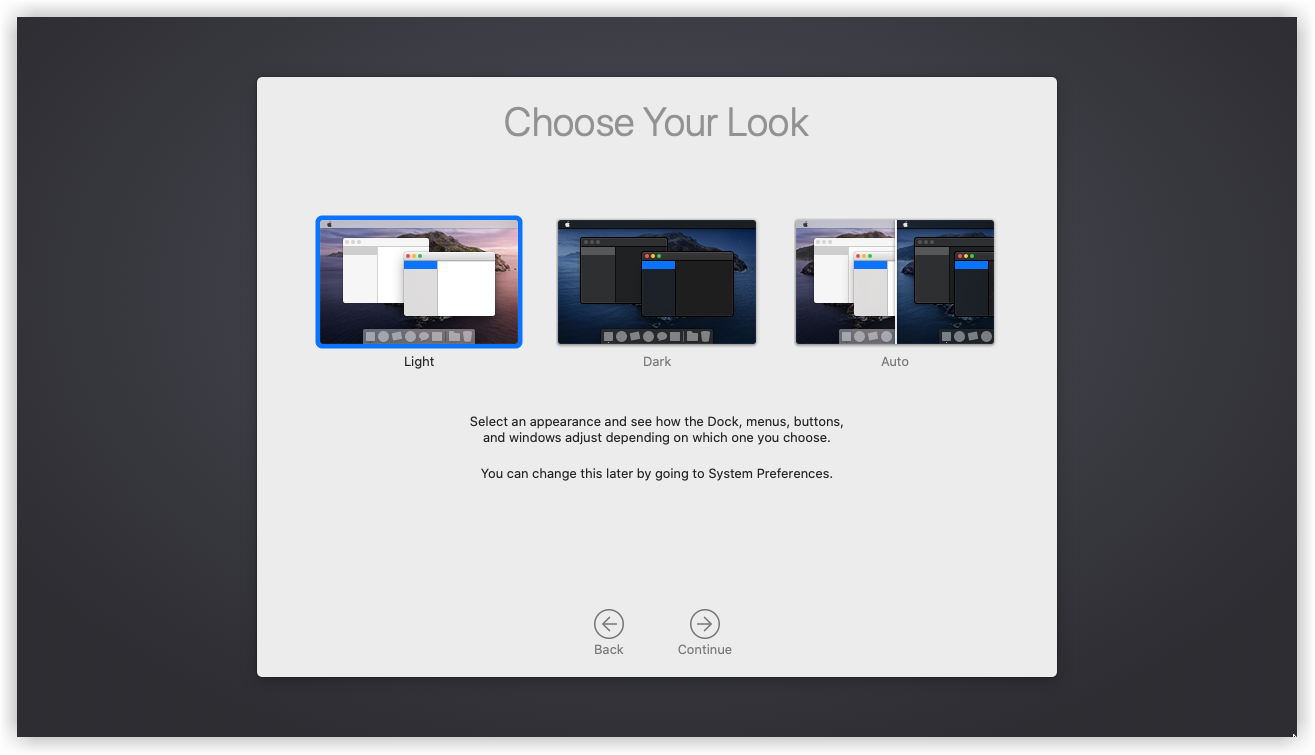 Choose Your Look
Light
Dark
Auto
Select an appearance and see how the Dock, menus, buttons,
and windows adjust depending on which one you choose.
You can change this later by going to System Preferences.
Back
Continue